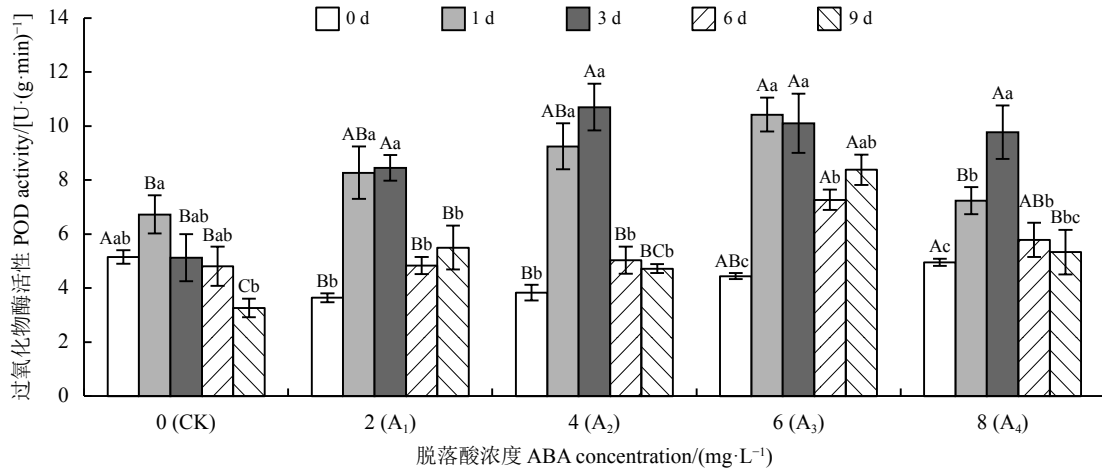 过氧化物酶活性 POD activity/[U·(g·min)⁻¹]
14
12
10
8
6
4
2
0
0 d 1 d 3 d 6 d 9 d
Aab Ba Bab Bab Cb
Bb ABa Aa Bb Bb
Bb ABa Aa Bb BCb
ABc Aa Aa Ab Aab
Ac Bb Aa ABb Bbc
0 (CK) 2 (A₁) 4 (A₂) 6 (A₃) 8 (A₄)
脱落酸浓度 ABA concentration/(mg·L⁻¹)